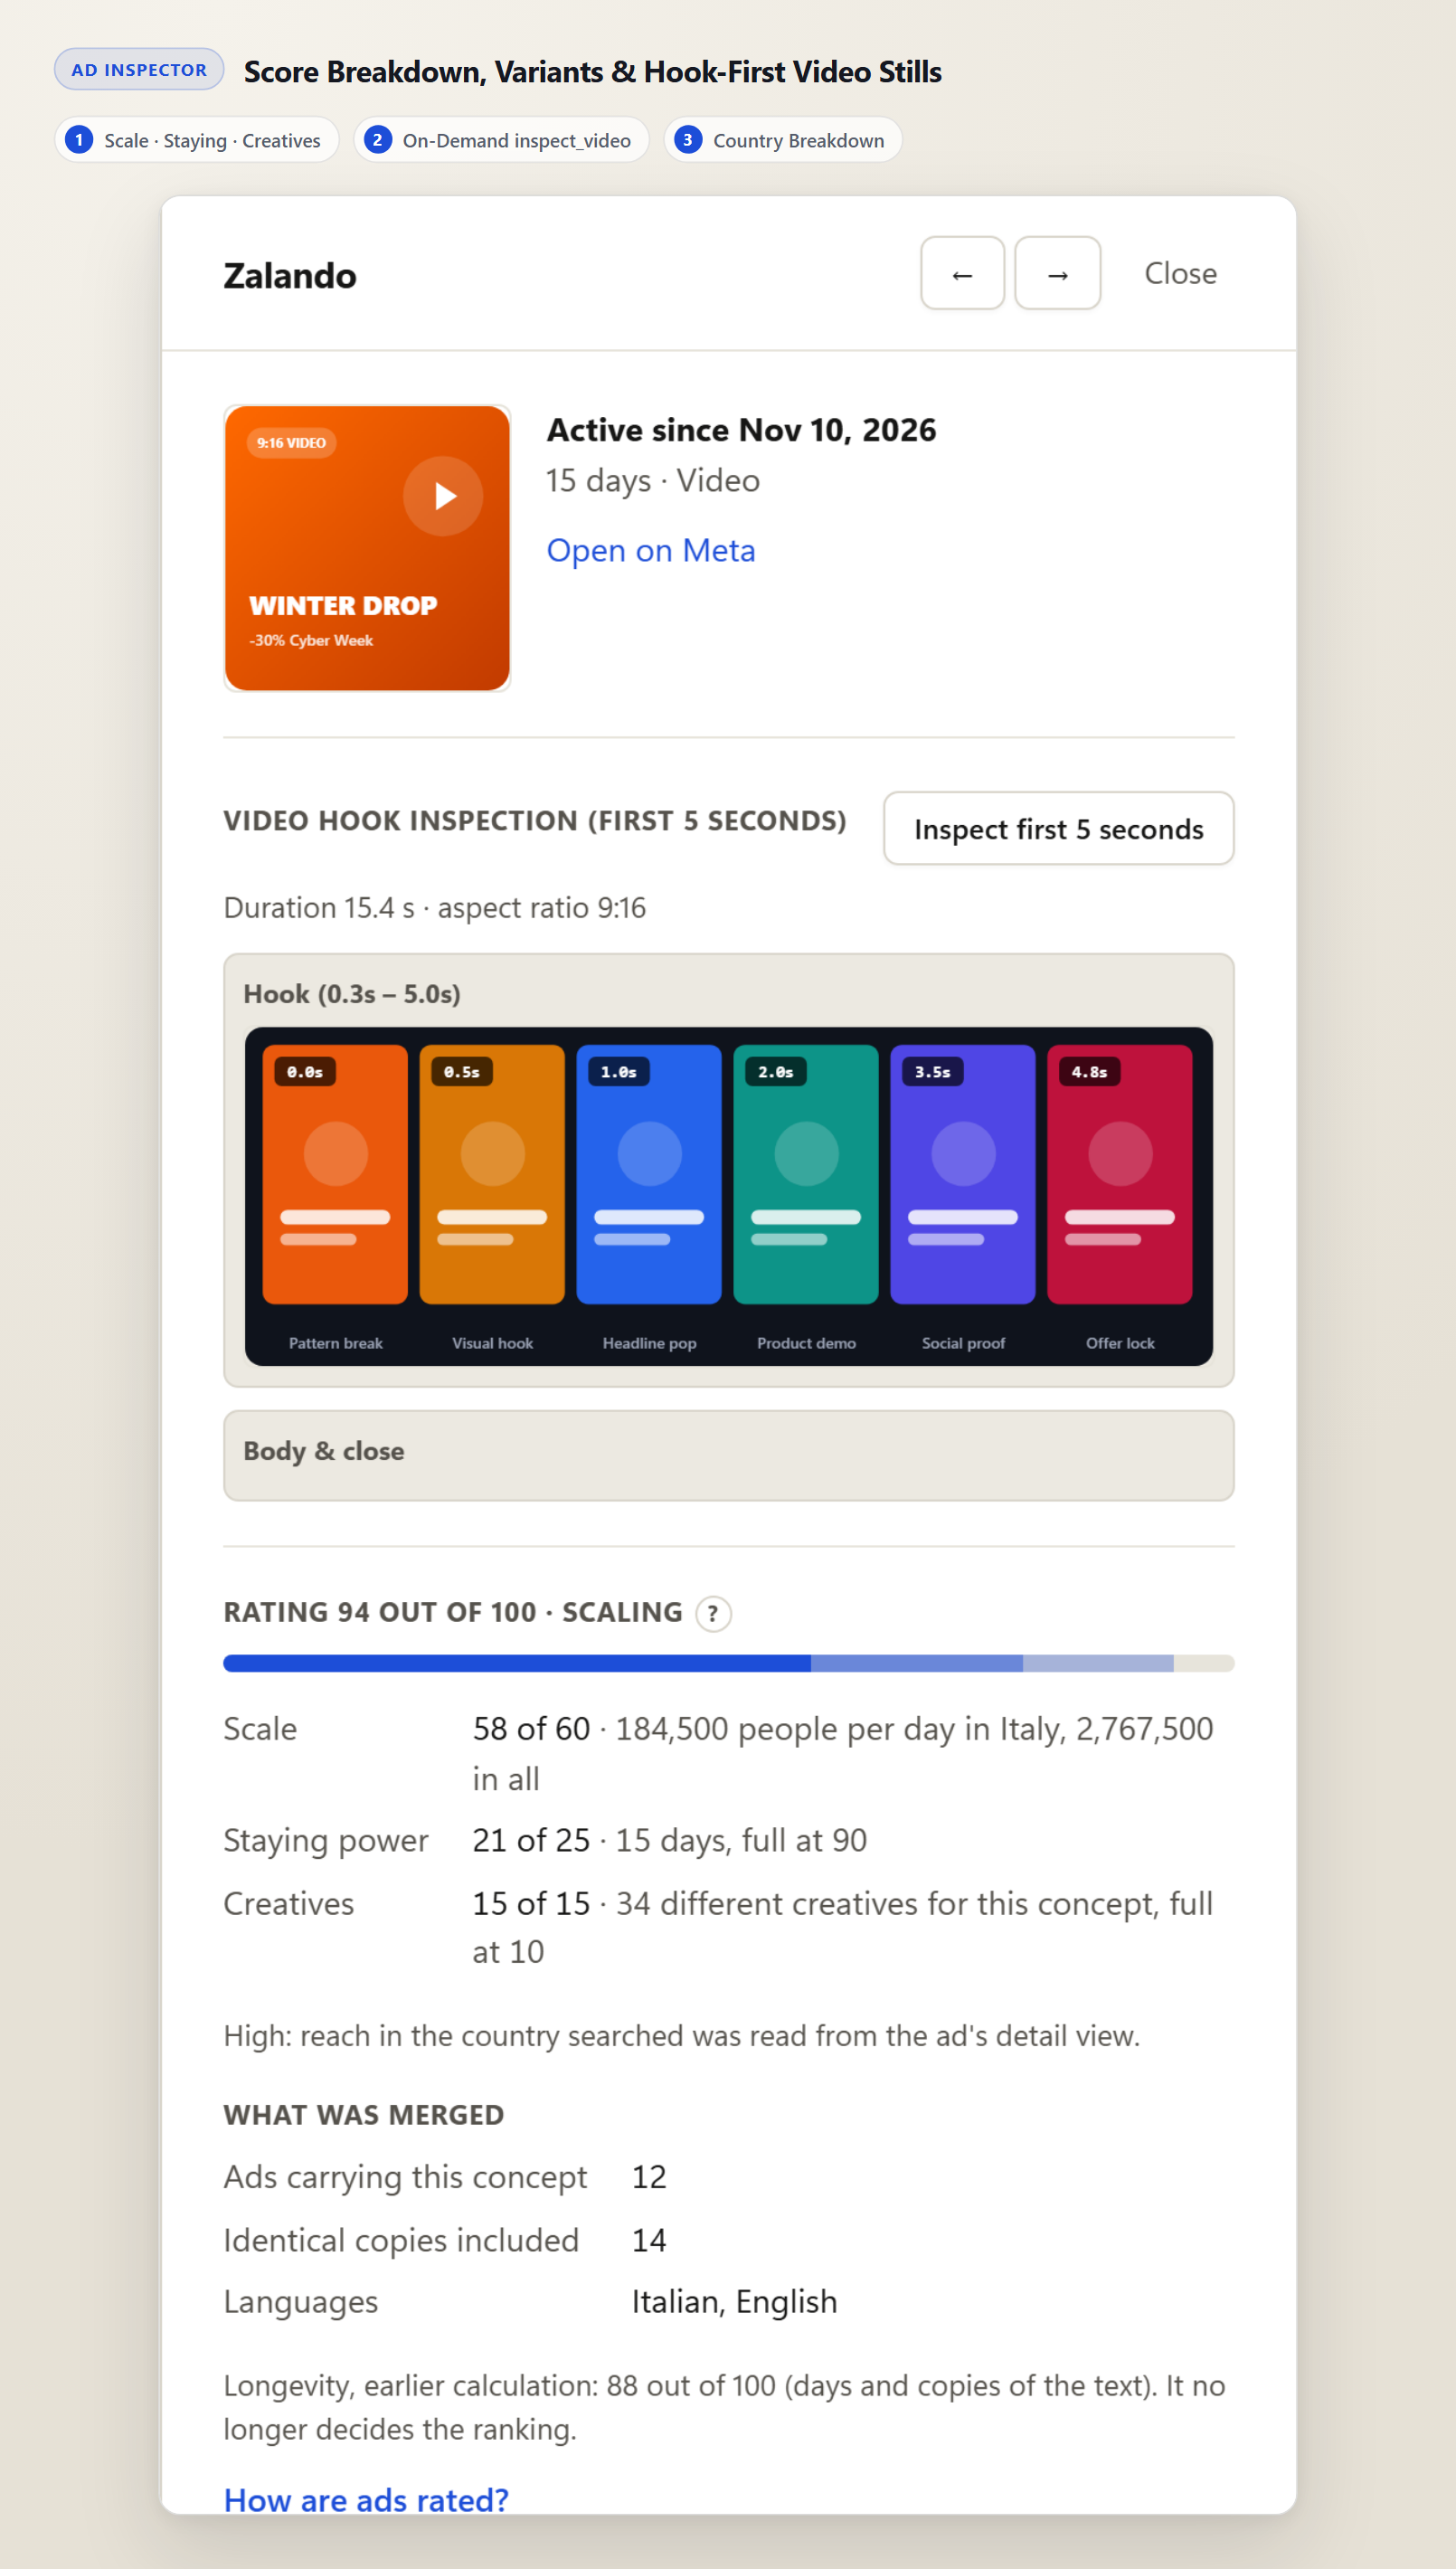 AD INSPECTOR
Score Breakdown, Variants & Hook-First Video Stills
1 Scale · Staying · Creatives
2 On-Demand inspect_video
3 Country Breakdown
Zalando
← → Close
9:16 VIDEO
WINTER DROP
-30% Cyber Week
Active since Nov 10, 2026
15 days · Video
Open on Meta
VIDEO HOOK INSPECTION (FIRST 5 SECONDS)
Inspect first 5 seconds
Duration 15.4 s · aspect ratio 9:16
Hook (0.3s – 5.0s)
0.0s 0.5s 1.0s 2.0s 3.5s 4.8s
Pattern break Visual hook Headline pop Product demo Social proof Offer lock
Body & close
RATING 94 OUT OF 100 · SCALING ?
Scale 58 of 60 · 184,500 people per day in Italy, 2,767,500
in all
Staying power 21 of 25 · 15 days, full at 90
Creatives 15 of 15 · 34 different creatives for this concept, full
at 10
High: reach in the country searched was read from the ad's detail view.
WHAT WAS MERGED
Ads carrying this concept 12
Identical copies included 14
Languages Italian, English
Longevity, earlier calculation: 88 out of 100 (days and copies of the text). It no
longer decides the ranking.
How are ads rated?